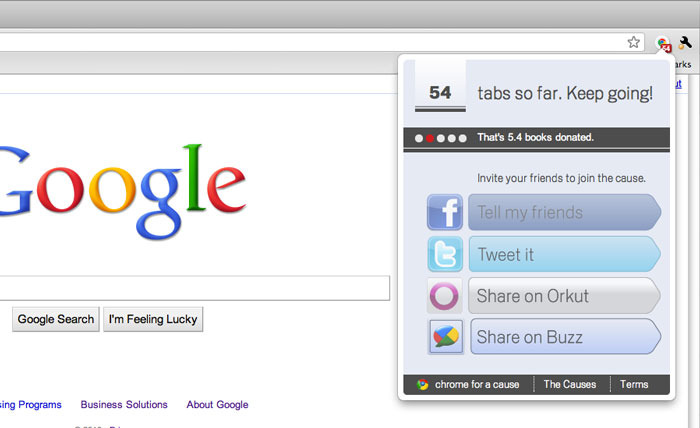 54
arks
54 tabs so far. Keep going!
That's 5.4 books donated.
Google
Invite your friends to join the cause.
f Tell my friends
t Tweet it
Share on Orkut
Share on Buzz
Google Search I'm Feeling Lucky
chrome for a cause The Causes Terms
sing Programs Business Solutions About Google